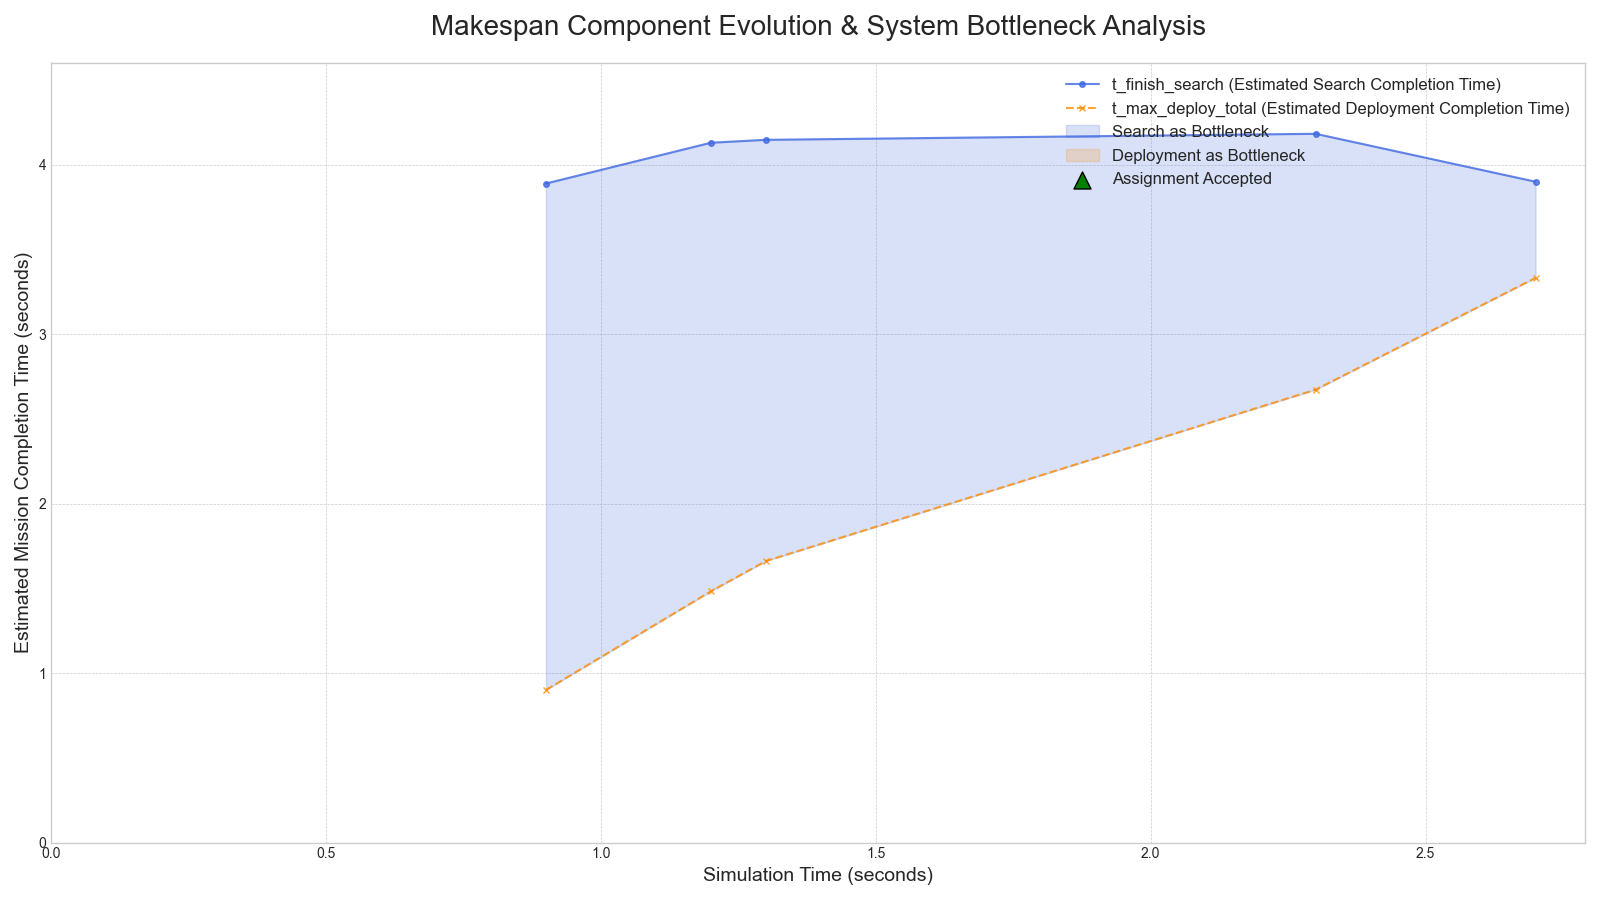 Makespan Component Evolution & System Bottleneck Analysis
t_finish_search (Estimated Search Completion Time)
t_max_deploy_total (Estimated Deployment Completion Time)
Search as Bottleneck
Deployment as Bottleneck
Assignment Accepted
Estimated Mission Completion Time (seconds)
4
3
2
1
0
0.0 0.5 1.0 1.5 2.0 2.5
Simulation Time (seconds)